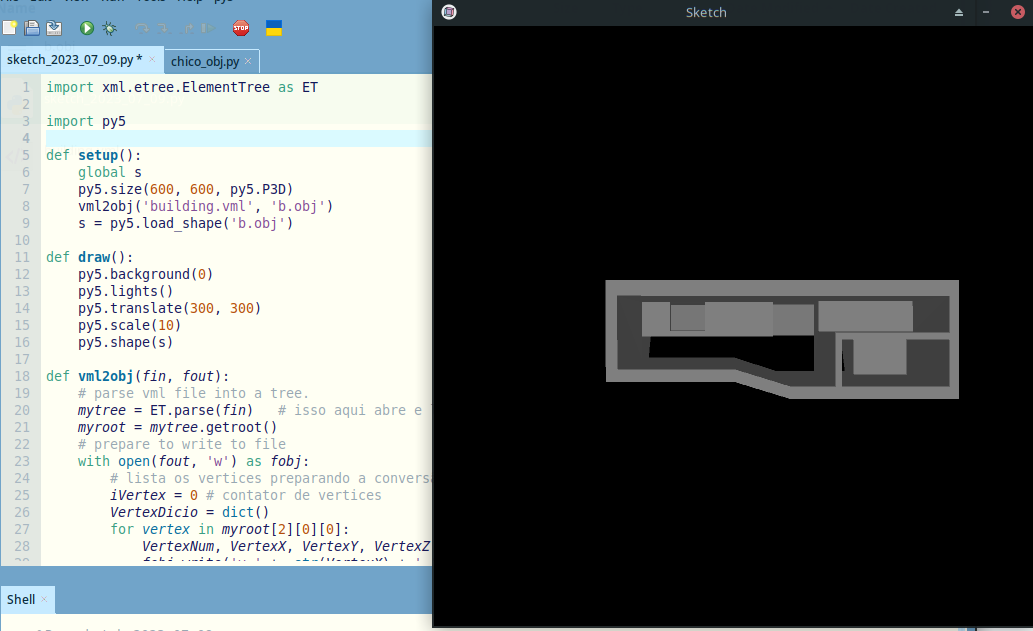 Sketch
STOP
sketch_2023_07_09.py *
chico_obj.py
1 import xml.etree.ElementTree as ET
2
3 import py5
4
5 def setup():
6 global s
7 py5.size(600, 600, py5.P3D)
8 vml2obj('building.vml', 'b.obj')
9 s = py5.load_shape('b.obj')
10
11 def draw():
12 py5.background(0)
13 py5.lights()
14 py5.translate(300, 300)
15 py5.scale(10)
16 py5.shape(s)
17
18 def vml2obj(fin, fout):
19 # parse vml file into a tree.
20 mytree = ET.parse(fin) # isso aqui abre e
21 myroot = mytree.getroot()
22 # prepare to write to file
23 with open(fout, 'w') as fobj:
24 # lista os vertices preparando a convers
25 iVertex = 0 # contator de vertices
26 VertexDicio = dict()
27 for vertex in myroot[2][0][0]:
28 VertexNum, VertexX, VertexY, VertexZ
Shell